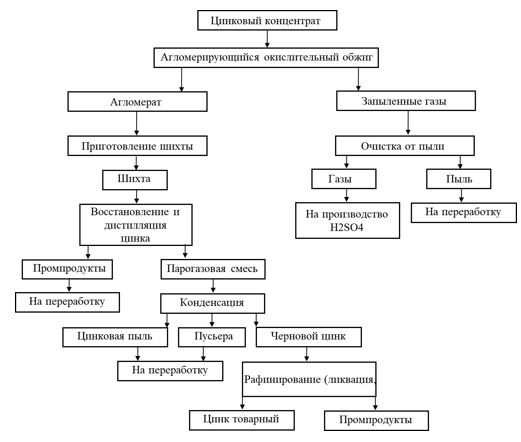 Цинковый концентрат
Агломерирующийся окислительный обжиг
Агломерат
Запыленные газы
Приготовление шихты
Очистка от пыли
Шихта
Газы
Пыль
Восстановление и
дистилляция
цинка
На производство
H2SO4
На переработку
Промпродукты
Парогазовая смесь
На переработку
Конденсация
Цинковая пыль
Пусьера
Черновой цинк
На переработку
Рафинирование (ликвация,
Цинк товарный
Промпродукты